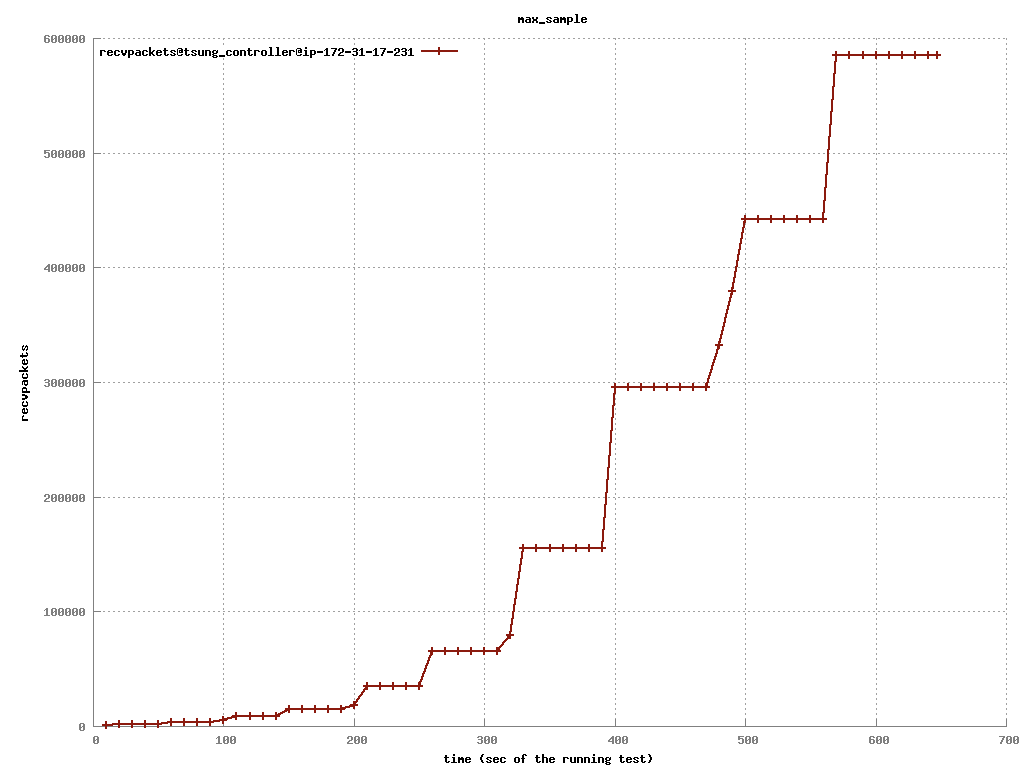 max_sample
600000
recvpackets@tsung_controller@ip-172-31-17-231
500000
400000
300000
200000
100000
0
recvpackets
0 100 200 300 400 500 600 700
time (sec of the running test)